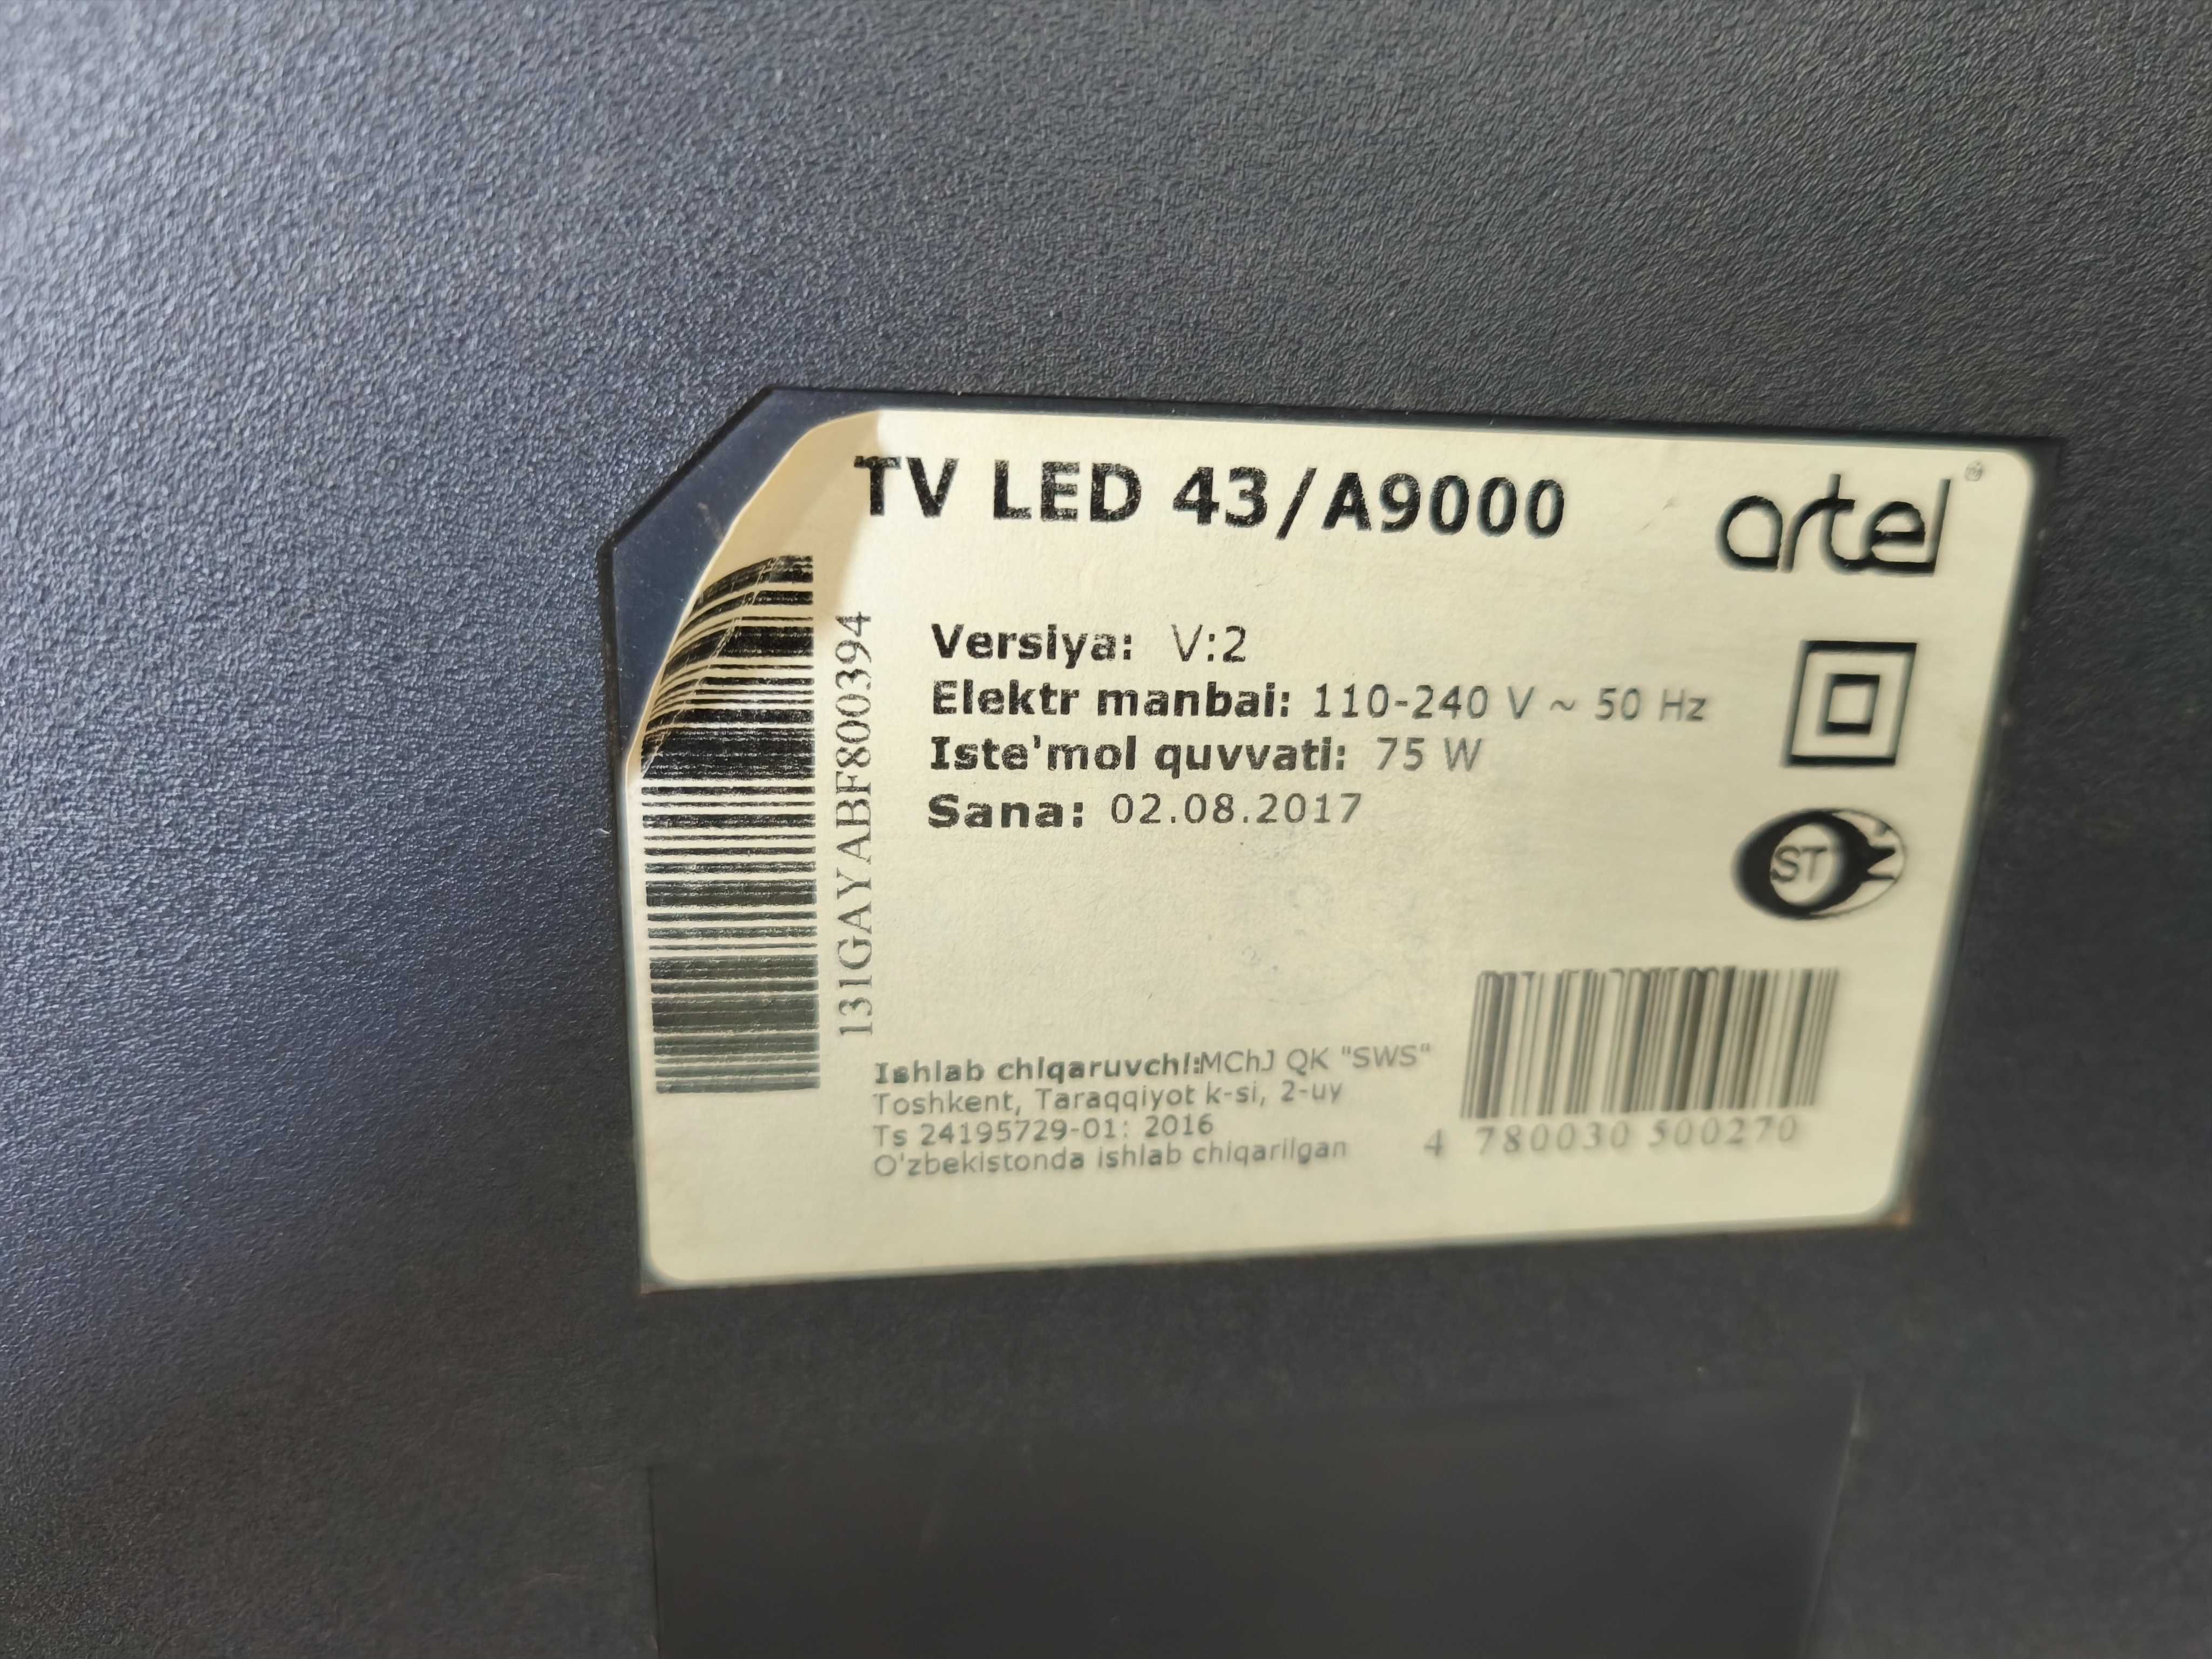 TV LED 43/A9000
artel
Versiya: V:2
Elektr manbai: 110-240 V ~ 50 Hz
Iste'mol quvvati: 75 W
Sana: 02.08.2017
ST
131GAYYABF800394
Ishlab chiqaruvchi:MChJ QK "SWS"
Toshkent, Taraqqiyot k-si, 2-uy
Ts 24195729-01: 2016
O'zbekistonda ishlab chiqarilgan
4 780030 500270